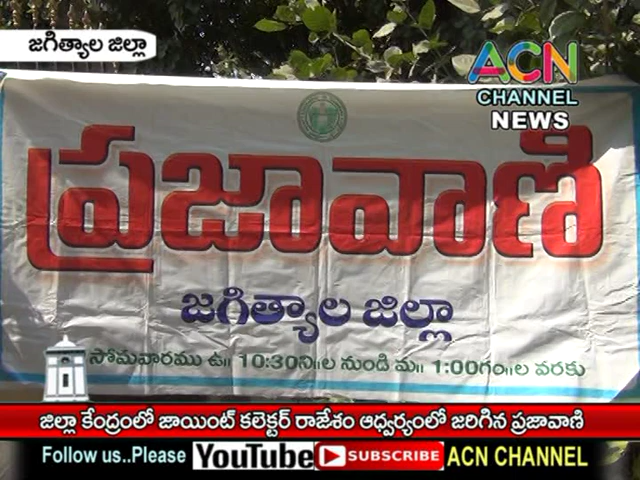 జగిత్యాల జిల్లా
ACN
CHANNEL
NEWS
ప్రజావాణి
జగిత్యాల జిల్లా
సోమవారము ఉ॥ 10:30ని॥ల నుండి మ॥ 1:00గం॥ల వరకు
జిల్లా కేంద్రంలో జాయింట్ కలెక్టర్ రాజేశం ఆధ్వర్యంలో జరిగిన ప్రజావాణి
Follow us..Please YouTube SUBSCRIBE ACN CHANNEL